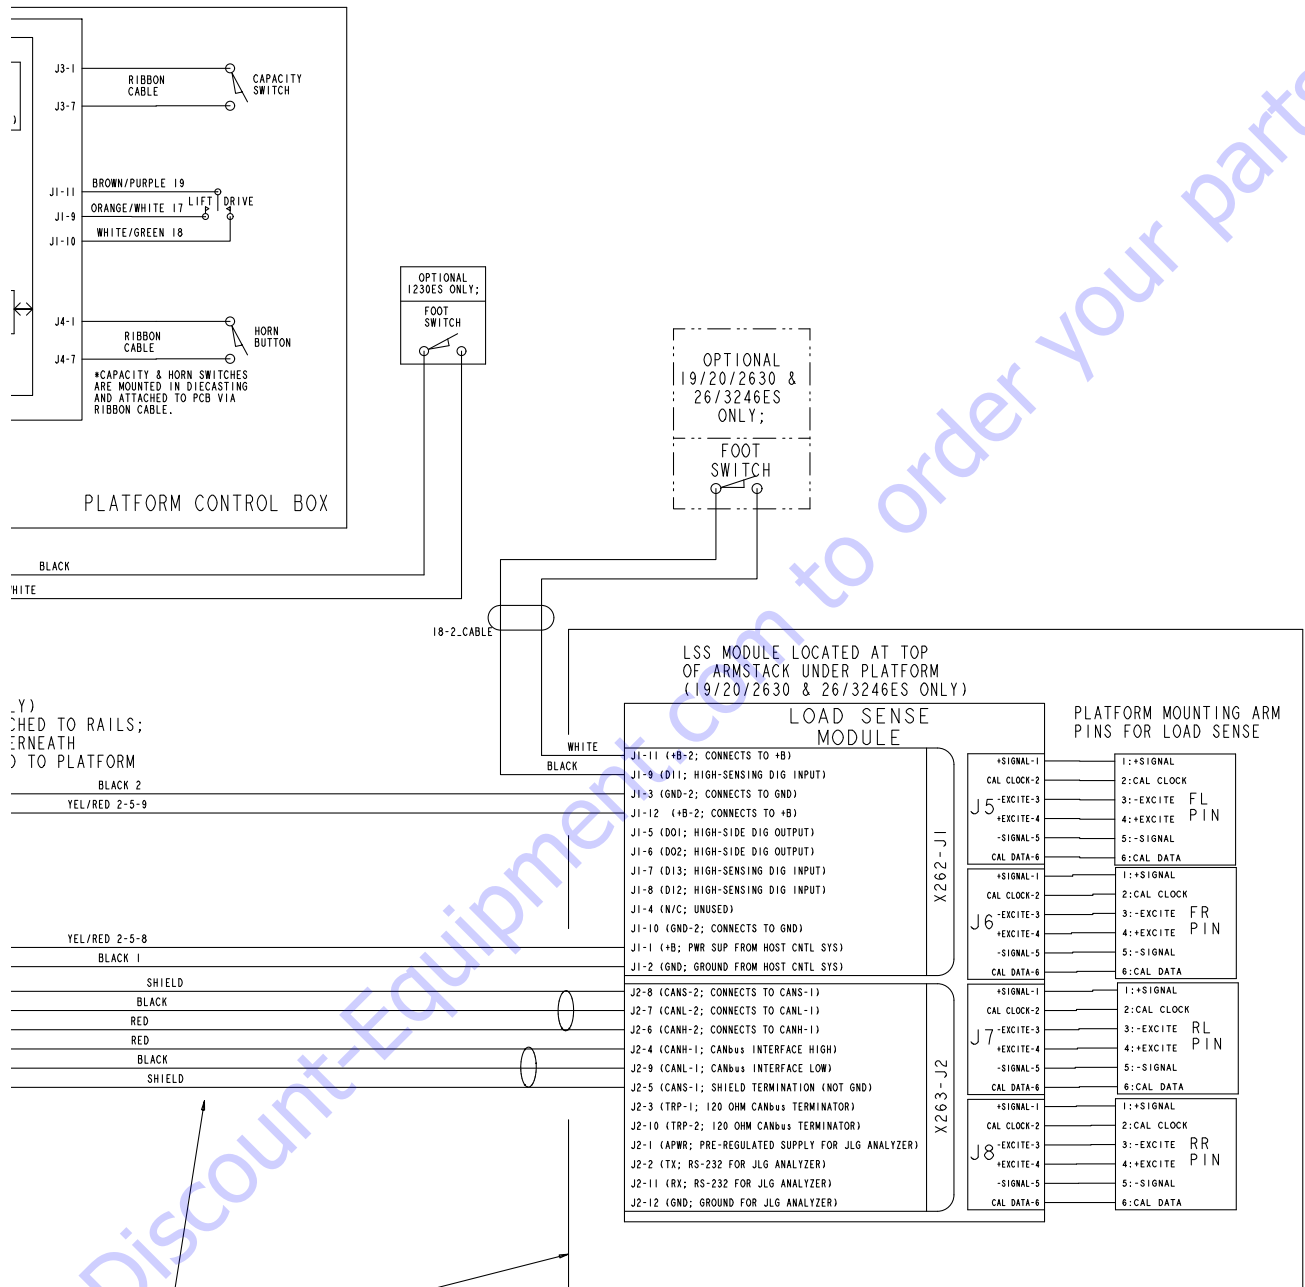 J3-1
RIBBON
CABLE
CAPACITY
SWITCH
J3-7
)
J1-11
BROWN/PURPLE 19
J1-9
ORANGE/WHITE 17
LIFT
DRIVE
J1-10
WHITE/GREEN 18
J4-1
RIBBON
CABLE
HORN
BUTTON
J4-7
*CAPACITY & HORN SWITCHES
ARE MOUNTED IN DIECASTING
AND ATTACHED TO PCB VIA
RIBBON CABLE.
PLATFORM CONTROL BOX
OPTIONAL
1230ES ONLY;
FOOT
SWITCH
OPTIONAL
19/20/2630 &
26/3246ES
ONLY;
FOOT
SWITCH
BLACK
HITE
18-2_CABLE
LY)
CHED TO RAILS;
ERNEATH
) TO PLATFORM
BLACK 2
YEL/RED 2-5-9
YEL/RED 2-5-8
BLACK 1
SHIELD
BLACK
RED
RED
BLACK
SHIELD
WHITE
BLACK
LSS MODULE LOCATED AT TOP
OF ARMSTACK UNDER PLATFORM
(19/20/2630 & 26/3246ES ONLY)
LOAD SENSE
MODULE
J1-11 (+B-2; CONNECTS TO +B)
J1-9 (DI1; HIGH-SENSING DIG INPUT)
J1-3 (GND-2; CONNECTS TO GND)
J1-12 (+B-2; CONNECTS TO +B)
J1-5 (DO1; HIGH-SIDE DIG OUTPUT)
J1-6 (DO2; HIGH-SIDE DIG OUTPUT)
J1-7 (DI3; HIGH-SENSING DIG INPUT)
J1-8 (DI2; HIGH-SENSING DIG INPUT)
J1-4 (N/C; UNUSED)
J1-10 (GND-2; CONNECTS TO GND)
J1-1 (+B; PWR SUP FROM HOST CNTL SYS)
J1-2 (GND; GROUND FROM HOST CNTL SYS)
X262-J1
J2-8 (CANS-2; CONNECTS TO CANS-1)
J2-7 (CANL-2; CONNECTS TO CANL-1)
J2-6 (CANH-2; CONNECTS TO CANH-1)
J2-4 (CANH-1; CANbus INTERFACE HIGH)
J2-9 (CANL-1; CANbus INTERFACE LOW)
J2-5 (CANS-1; SHIELD TERMINATION (NOT GND)
J2-3 (TRP-1; 120 OHM CANbus TERMINATOR)
J2-10 (TRP-2; 120 OHM CANbus TERMINATOR)
J2-1 (APWR; PRE-REGULATED SUPPLY FOR JLG ANALYZER)
J2-2 (TX; RS-232 FOR JLG ANALYZER)
J2-11 (RX; RS-232 FOR JLG ANALYZER)
J2-12 (GND; GROUND FOR JLG ANALYZER)
X263-J2
PLATFORM MOUNTING ARM
PINS FOR LOAD SENSE
J5
+SIGNAL-1
CAL CLOCK-2
-EXCITE-3
+EXCITE-4
-SIGNAL-5
CAL DATA-6
1:+SIGNAL
2:CAL CLOCK
3:-EXCITE
4:+EXCITE
5:-SIGNAL
6:CAL DATA
FL
PIN
J6
+SIGNAL-1
CAL CLOCK-2
-EXCITE-3
+EXCITE-4
-SIGNAL-5
CAL DATA-6
1:+SIGNAL
2:CAL CLOCK
3:-EXCITE
4:+EXCITE
5:-SIGNAL
6:CAL DATA
FR
PIN
J7
+SIGNAL-1
CAL CLOCK-2
-EXCITE-3
+EXCITE-4
-SIGNAL-5
CAL DATA-6
1:+SIGNAL
2:CAL CLOCK
3:-EXCITE
4:+EXCITE
5:-SIGNAL
6:CAL DATA
RL
PIN
J8
+SIGNAL-1
CAL CLOCK-2
-EXCITE-3
+EXCITE-4
-SIGNAL-5
CAL DATA-6
1:+SIGNAL
2:CAL CLOCK
3:-EXCITE
4:+EXCITE
5:-SIGNAL
6:CAL DATA
RR
PIN
Discount-Equipment.com to order your parts